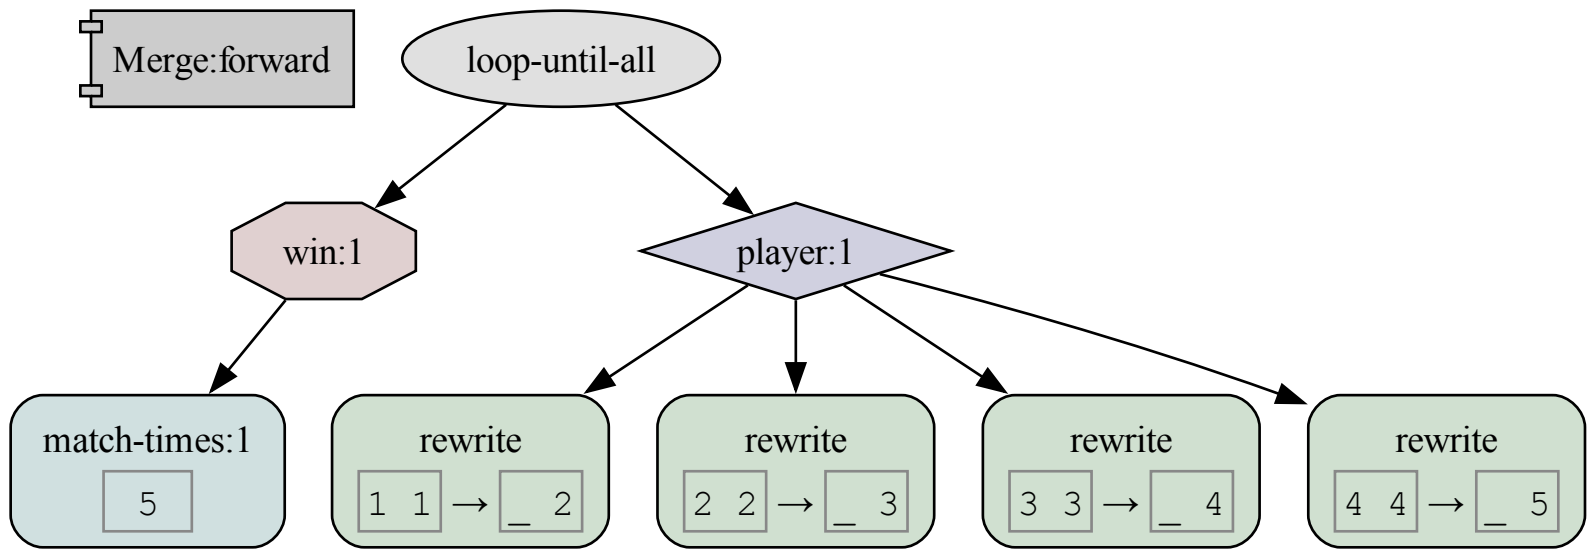 Merge:forward
loop-until-all
win:1
player:1
match-times:1
5
rewrite
1 1 → _ 2
rewrite
2 2 → _ 3
rewrite
3 3 → _ 4
rewrite
4 4 → _ 5